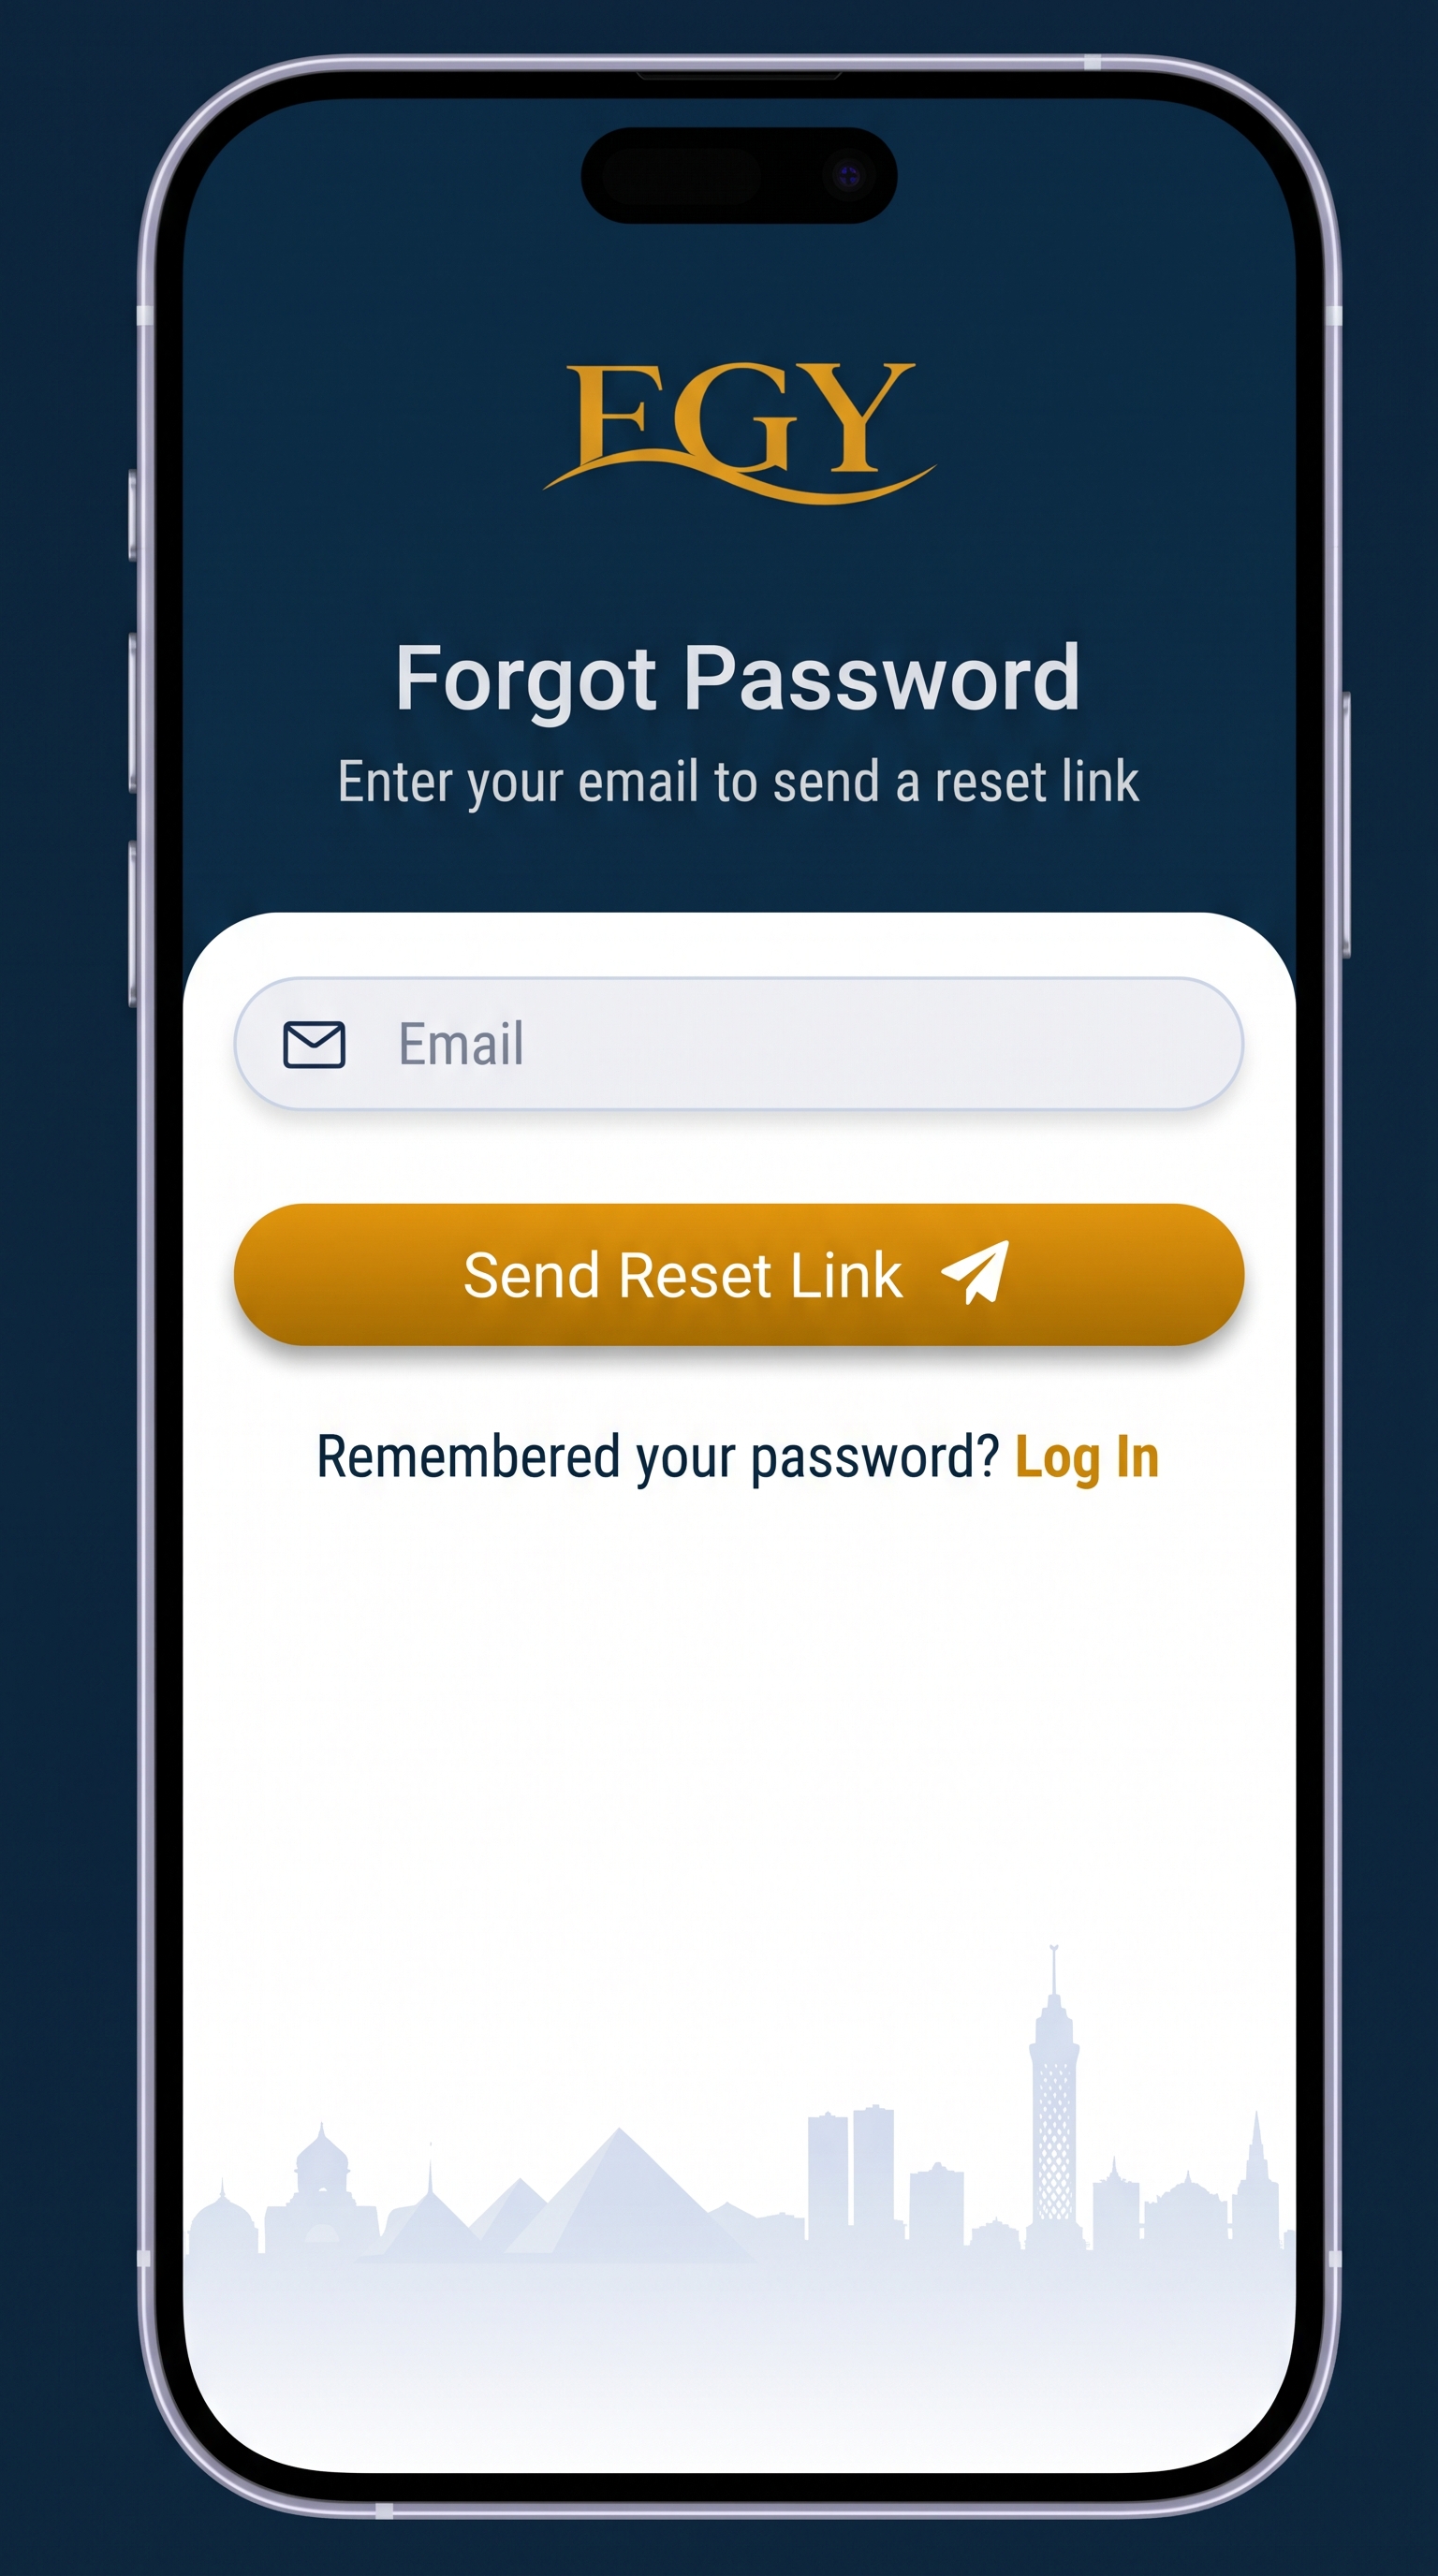 EGY
Forgot Password
Enter your email to send a reset link
Email
Send Reset Link
Remembered your password? Log In